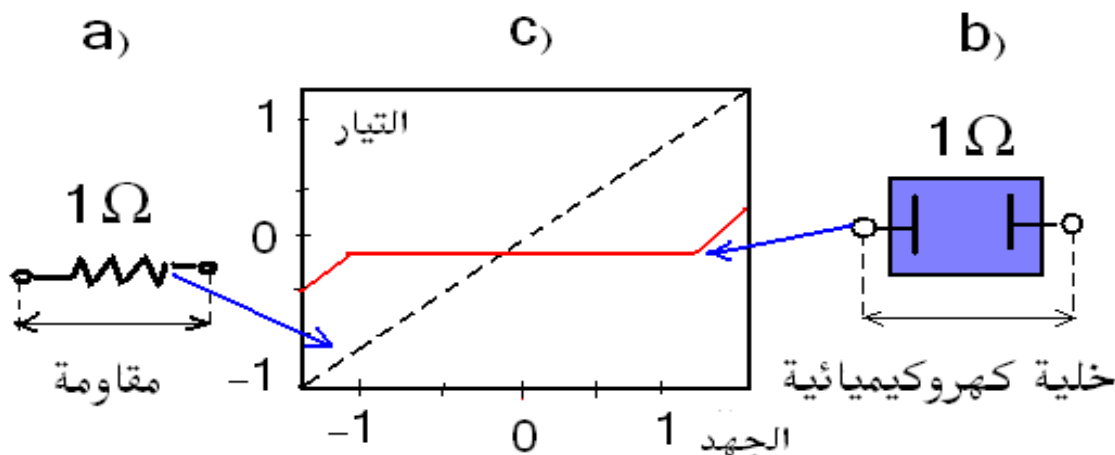 a)
c)
b)
1Ω
مقاومة
1
0
-1
التيار
-1
0
1
الجهد
1Ω
خلية كهروكيميائية